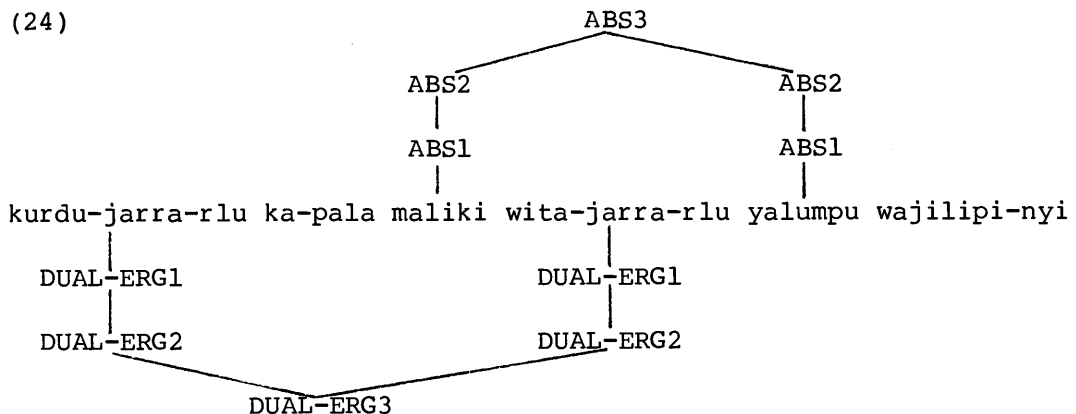 (24) ABS3
ABS2 ABS2
ABS1 ABS1
kurdu-jarra-rlu ka-pala maliki wita-jarra-rlu yalumpu wajilipi-nyi
DUAL-ERG1 DUAL-ERG1
DUAL-ERG2 DUAL-ERG2
DUAL-ERG3